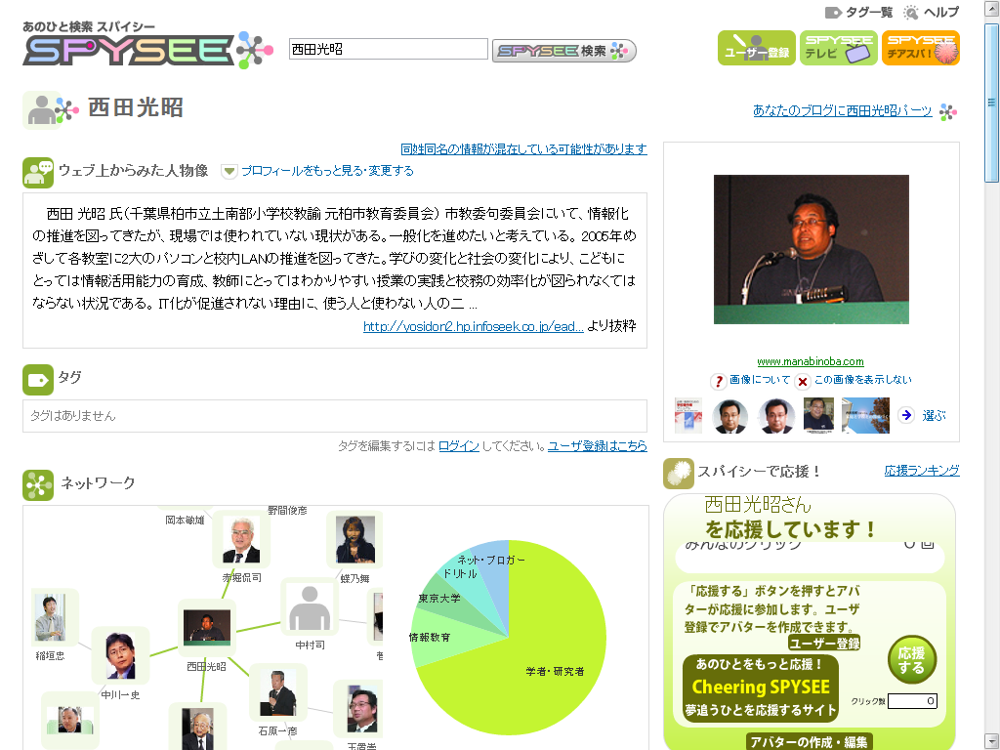 タグ一覧 ヘルプ
あのひと検索 スパイシー
SPYSEE
西田光昭
SPYSEE 検索
ユーザー登録
SPYSEE テレビ
SPYSEE チアスパ!
西田光昭
あなたのブログに西田光昭パーツ
同姓同名の情報が混在している可能性があります
ウェブ上からみた人物像 プロフィールをもっと見る・変更する
西田 光昭 氏(千葉県柏市立土南部小学校教諭 元柏市教育委員会) 市教委句委員会にいて、情報化
の推進を図ってきたが、現場では使われていない現状がある。一般化を進めたいと考えている。 2005年め
ざして各教室に2大のパソコンと校内LANの推進を図ってきた。学びの変化と社会の変化により、こどもに
とっては情報活用能力の育成、教師にとってはわかりやすい授業の実践と校務の効率化が図られなくては
ならない状況である。 IT化が促進されない理由に、使う人と使わない人の二 ...
http://yosidon2.hp.infoseek.co.jp/ead... より抜粋
タグ
タグはありません
タグを編集するには ログイン してください。ユーザ登録はこちら
ネットワーク
岡本敏雄
野間俊彦
赤堀侃司
蝶乃舞
稲垣忠
中村司
西田光昭
中川一史
石原一彦
玉置崇
ネット・ブロガー
ドリトル
東京大学
情報教育
学者・研究者
www.manabinoba.com
画像について この画像を表示しない
選ぶ
スパイシーで応援!
応援ランキング
西田光昭さん
を応援しています!
みんなのクリック 0 回
「応援する」ボタンを押すとアバ
ターが応援に参加します。ユーザ
登録でアバターを作成できます。
ユーザー登録
あのひとをもっと応援!
Cheering SPYSEE
夢追うひとを応援するサイト
応援
する
クリック数 0
アバターの作成・編集